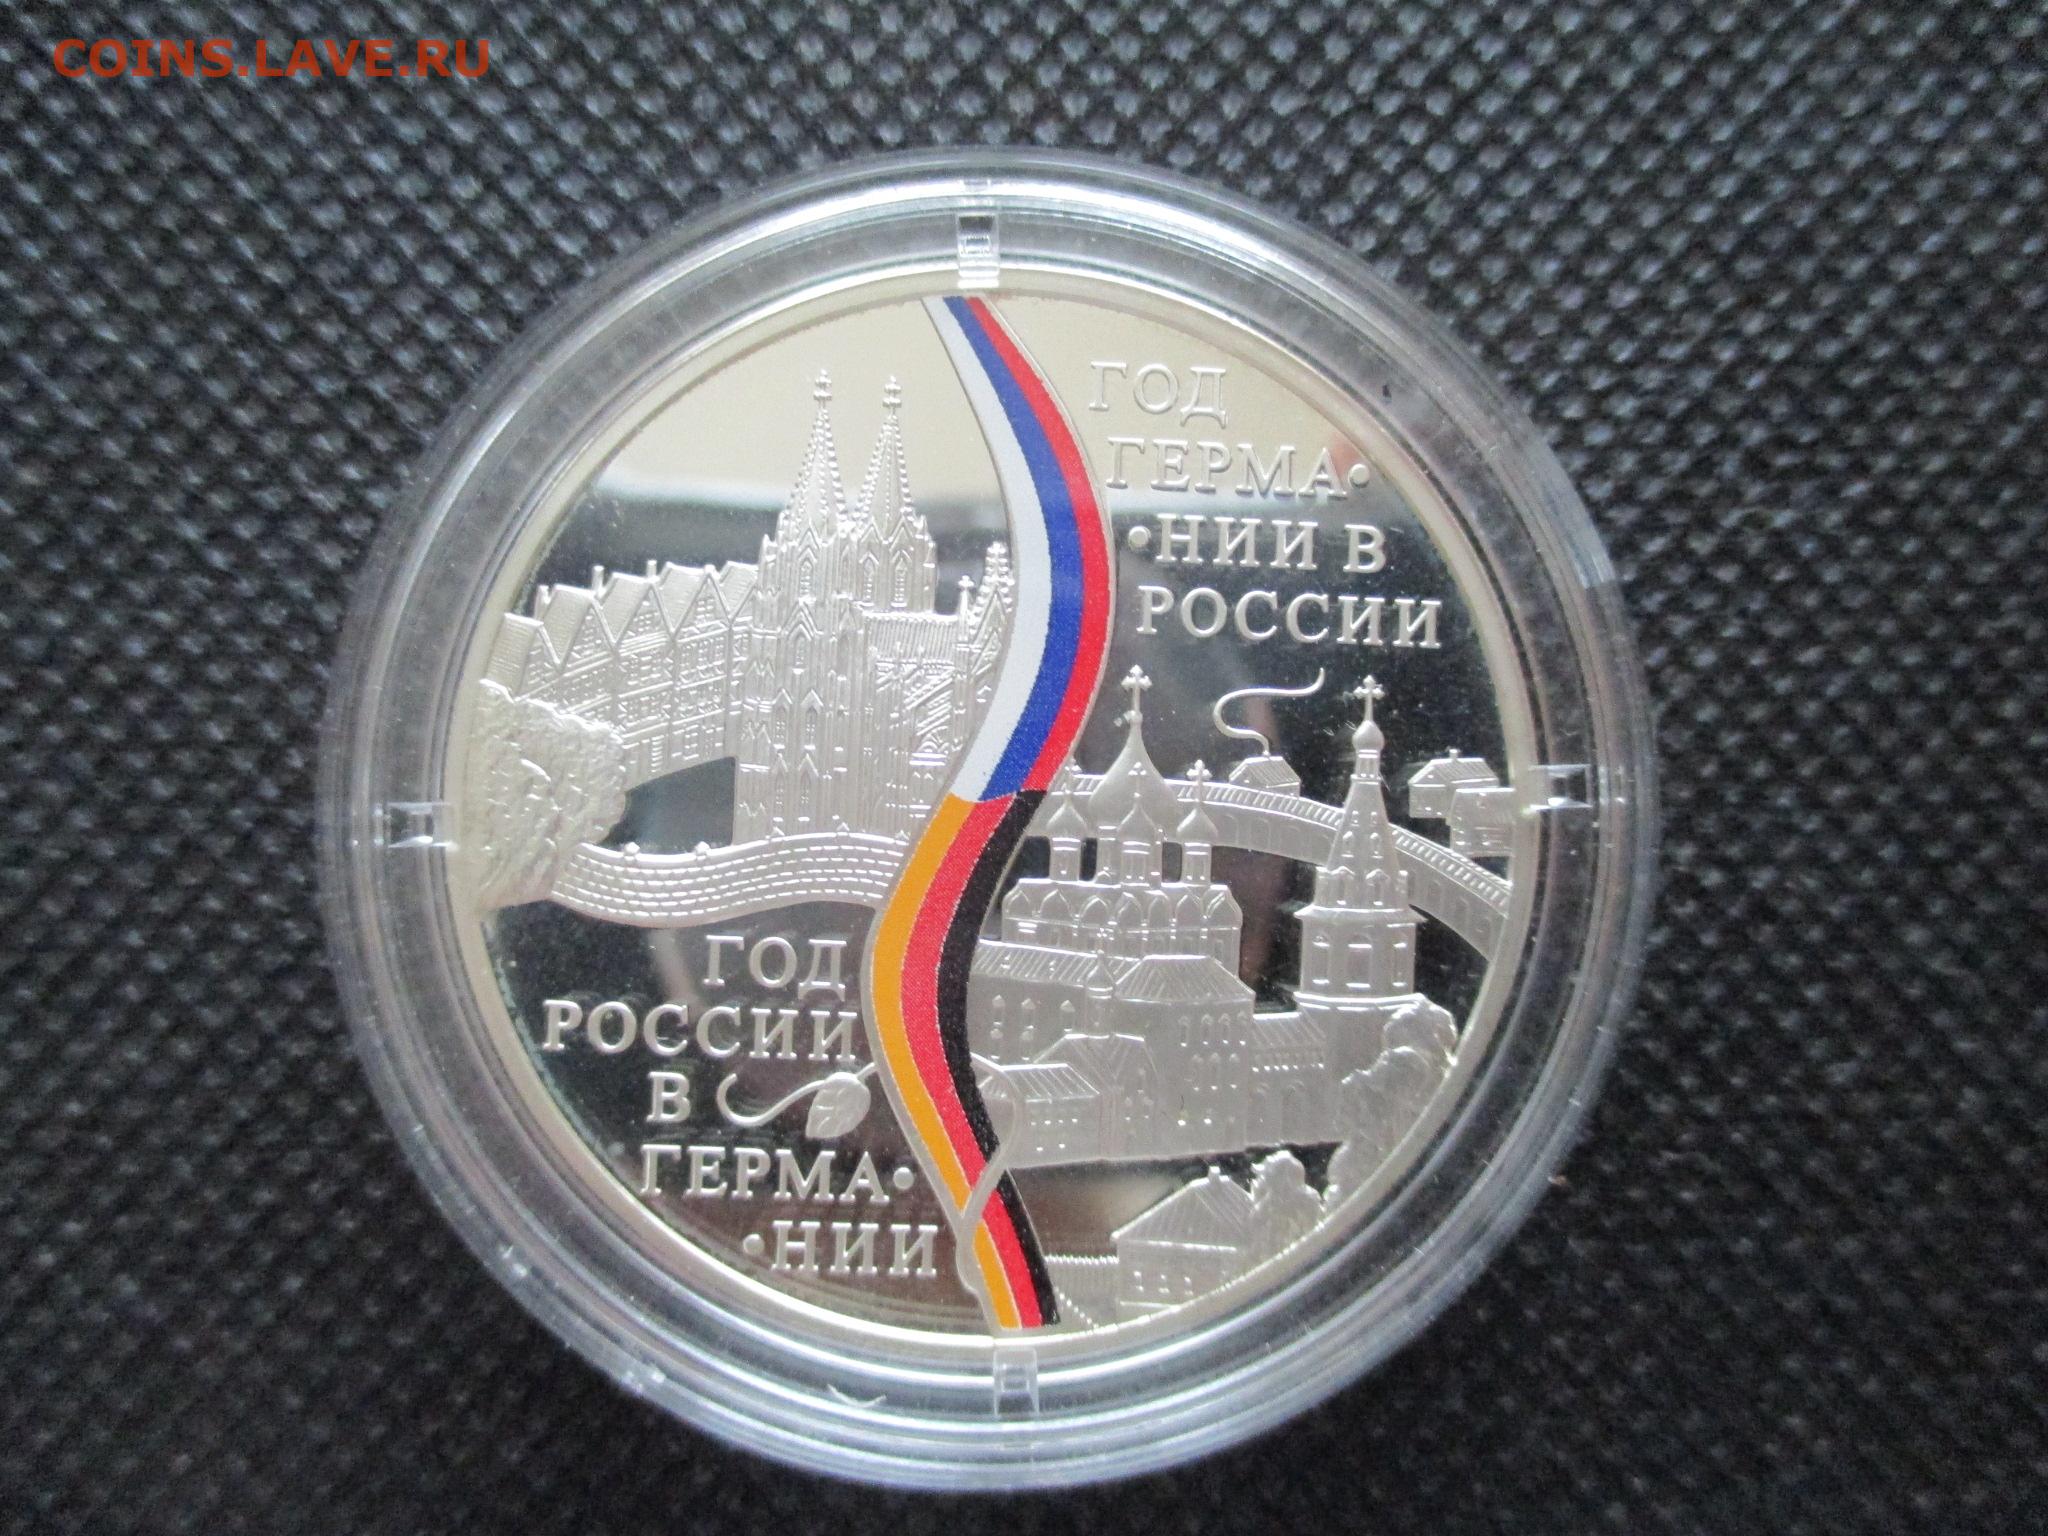 COINS.LAVE.RU
ГОД
ГЕРМА•
•НИИ В
РОССИИ
ГОД
РОССИИ
В
ГЕРМА•
•НИИ